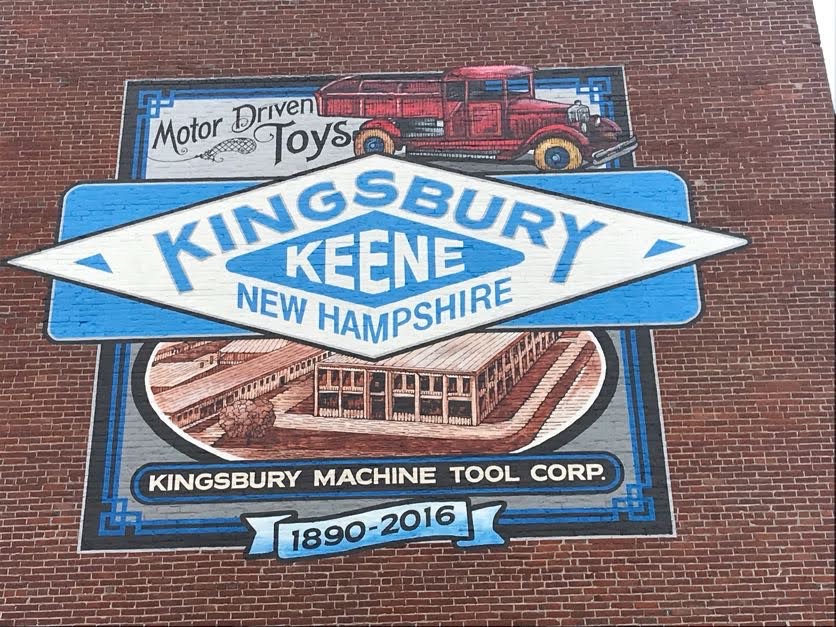 Motor Driven
Toys
KINGSBURY
KEENE
NEW HAMPSHIRE
KINGSBURY MACHINE TOOL CORP.
1890-2016